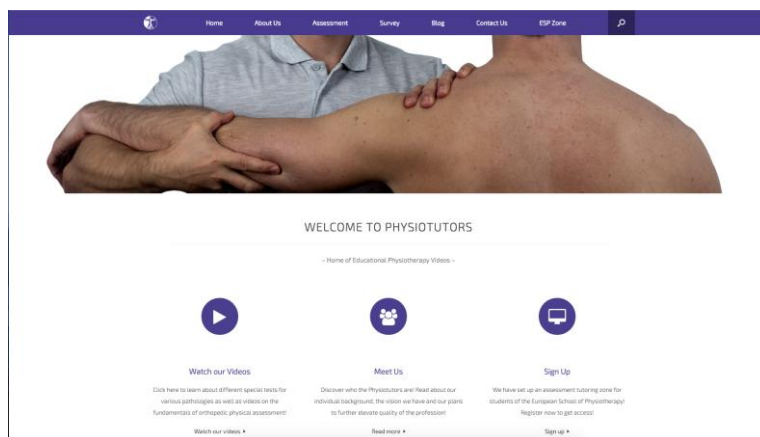 Home About Us Assessment Survey Blog Contact Us ESP Zone
WELCOME TO PHYSIOTUTORS
- Home of Educational Physiotherapy Videos -
Watch our Videos
Click here to learn about different special tests for
various pathologies as well as videos on the
fundamentals of orthopedic physical assessment!
Watch our videos
Meet Us
Discover who the Physiotutors are! Read about our
individual background, the vision we have and our plans
to further elevate quality of the profession!
Read more
Sign Up
We have set up an assessment tutoring zone for
students of the European School of Physiotherapy!
Register now to get access!
Sign up